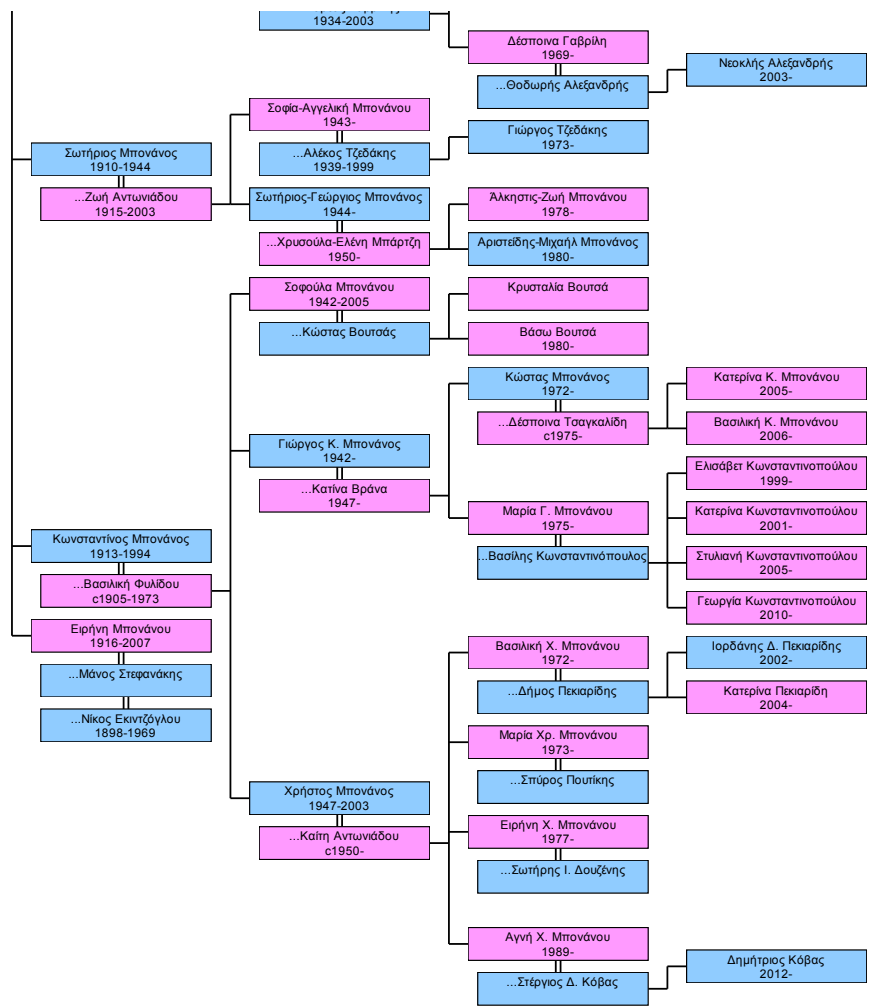 1934-2003
Δέσποινα Γαβρίλη
1969-
...Θοδωρής Αλεξανδρής
Νεοκλής Αλεξανδρής
2003-
Σοφία-Αγγελική Μπονάνου
1943-
...Αλέκος Τζεδάκης
1939-1999
Γιώργος Τζεδάκης
1973-
Σωτήριος Μπονάνος
1910-1944
...Ζωή Αντωνιάδου
1915-2003
Σωτήριος-Γεώργιος Μπονάνος
1944-
...Χρυσούλα-Ελένη Μπάρτζη
1950-
Άλκηστις-Ζωή Μπονάνου
1978-
Αριστείδης-Μιχαήλ Μπονάνος
1980-
Σοφούλα Μπονάνου
1942-2005
...Κώστας Βουτσάς
Κρυσταλία Βουτσά
Βάσω Βουτσά
1980-
Κώστας Μπονάνος
1972-
...Δέσποινα Τσαγκαλίδη
c1975-
Κατερίνα Κ. Μπονάνου
2005-
Βασιλική Κ. Μπονάνου
2006-
Γιώργος Κ. Μπονάνος
1942-
...Κατίνα Βράνα
1947-
Μαρία Γ. Μπονάνου
1975-
...Βασίλης Κωνσταντινόπουλος
Ελισάβετ Κωνσταντινοπούλου
1999-
Κατερίνα Κωνσταντινοπούλου
2001-
Στυλιανή Κωνσταντινοπούλου
2005-
Γεωργία Κωνσταντινοπούλου
2010-
Κωνσταντίνος Μπονάνος
1913-1994
...Βασιλική Φυλίδου
c1905-1973
Ειρήνη Μπονάνου
1916-2007
...Μάνος Στεφανάκης
...Νίκος Εκιντζόγλου
1898-1969
Βασιλική Χ. Μπονάνου
1972-
...Δήμος Πεκιαρίδης
Ιορδάνης Δ. Πεκιαρίδης
2002-
Κατερίνα Πεκιαρίδη
2004-
Μαρία Χρ. Μπονάνου
1973-
...Σπύρος Πουτίκης
Χρήστος Μπονάνος
1947-2003
...Καίτη Αντωνιάδου
c1950-
Ειρήνη Χ. Μπονάνου
1977-
...Σωτήρης Ι. Δουζένης
Αγνή Χ. Μπονάνου
1989-
...Στέργιος Δ. Κόβας
Δημήτριος Κόβας
2012-